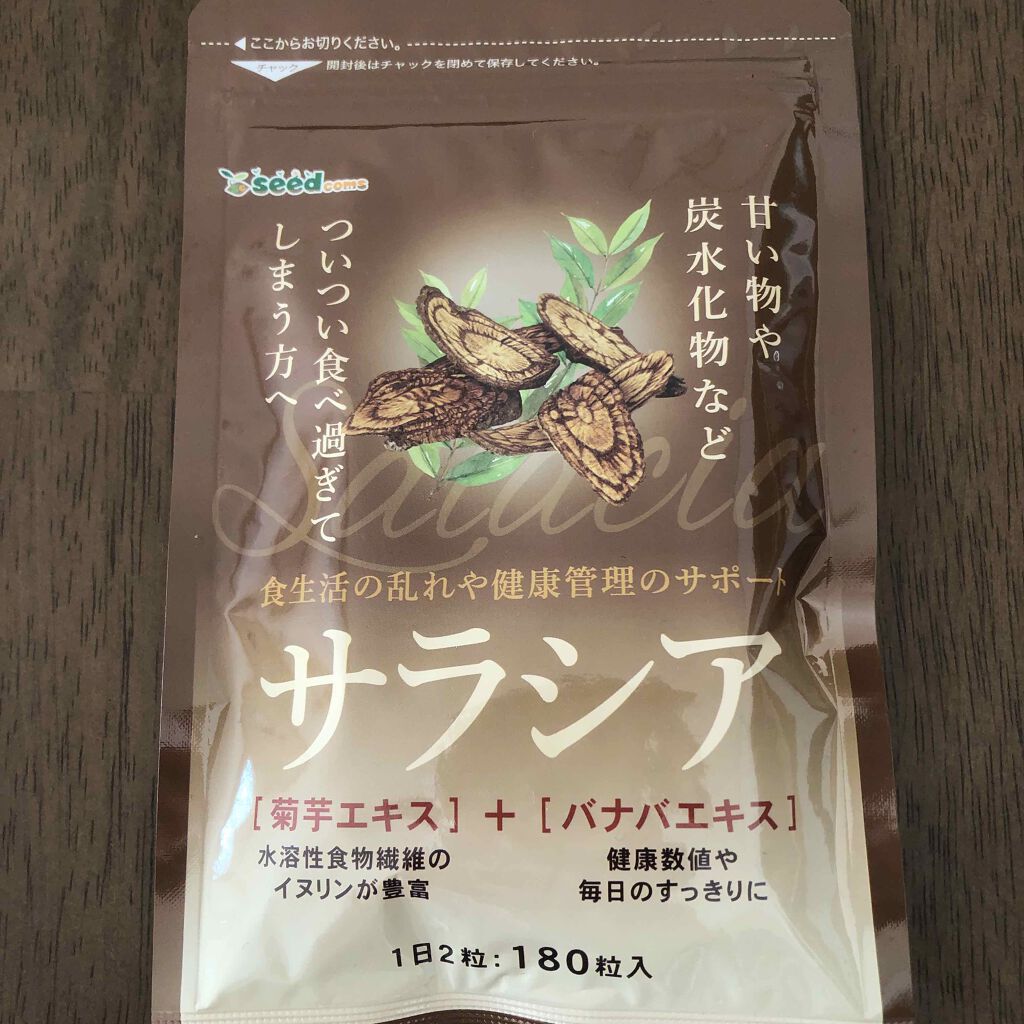 ここからお切りください。
チャック
開封後はチャックを閉めて保存してください。
seedcoms
甘い物や
炭水化物など
ついつい食べ過ぎて
しまう方へ
Salacia
食生活の乱れや健康管理のサポート
サラシア
[菊芋エキス]+[バナバエキス]
水溶性食物繊維の
イヌリンが豊富
健康数値や
毎日のすっきりに
1日2粒:180粒入